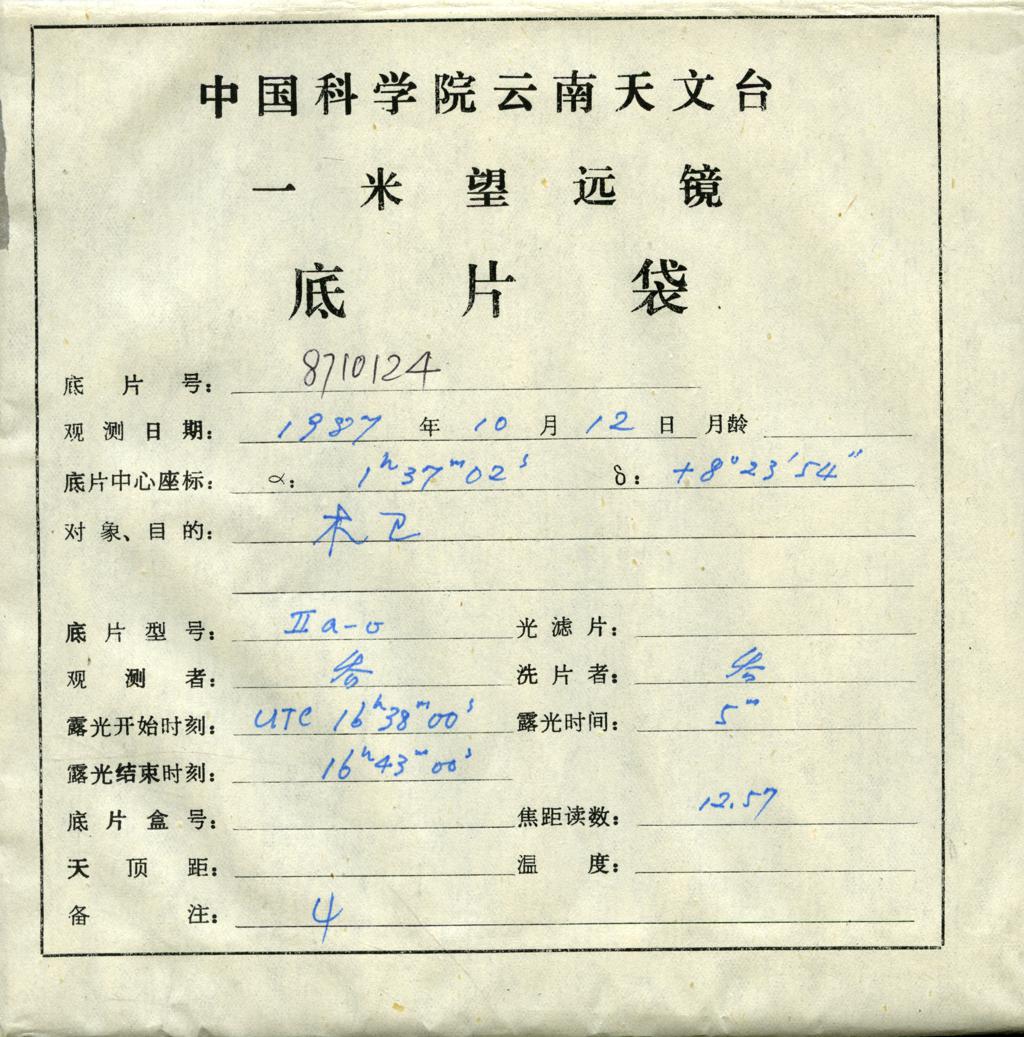 中国科学院云南天文台
一米望远镜
底片袋
底片号: 8710124
观测日期: 1987 年 10 月 12 日 月龄
底片中心座标: α: 1ʰ37ᵐ02ˢ δ: +8°23′54″
对象、目的: 木卫
底片型号: IIa-o 光滤片:
观测者: 洗片者:
露光开始时刻: UTC 16ʰ38ᵐ00ˢ 露光时间: 5ᵐ
露光结束时刻: 16ʰ43ᵐ00ˢ
底片盒号: 焦距读数: 12.57
天顶距: 温度:
备注: 4